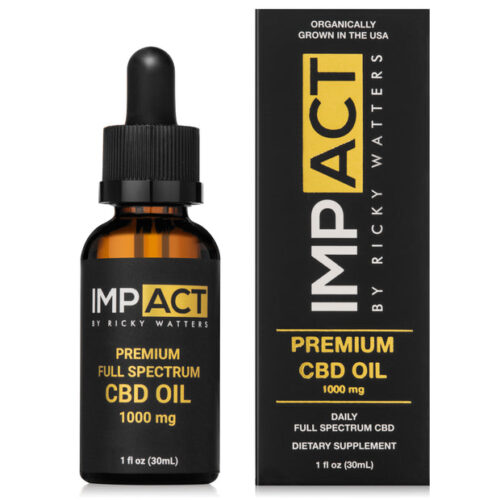 IMPACT
BY RICKY WATTERS
PREMIUM
FULL SPECTRUM
CBD OIL
1000 mg
1 fl oz (30mL)
ORGANICALLY
GROWN IN THE USA
IMPACT
BY RICKY WATTERS
PREMIUM
CBD OIL
1000 mg
DAILY
FULL SPECTRUM CBD
DIETARY SUPPLEMENT
1 fl oz (30mL)